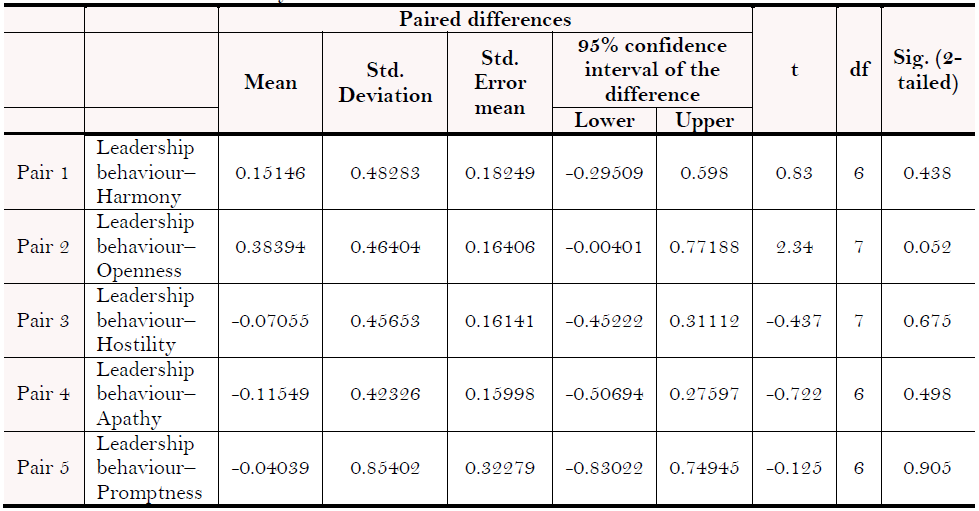 Paired differences
Mean
Std.
Deviation
Std.
Error
mean
95% confidence
interval of the
difference
t
df
Sig. (2-
tailed)
Lower
Upper
Pair 1
Leadership
behaviour–
Harmony
0.15146
0.48283
0.18249
-0.29509
0.598
0.83
6
0.438
Pair 2
Leadership
behaviour–
Openness
0.38394
0.46404
0.16406
-0.00401
0.77188
2.34
7
0.052
Pair 3
Leadership
behaviour–
Hostility
-0.07055
0.45653
0.16141
-0.45222
0.31112
-0.437
7
0.675
Pair 4
Leadership
behaviour–
Apathy
-0.11549
0.42326
0.15998
-0.50694
0.27597
-0.722
6
0.498
Pair 5
Leadership
behaviour–
Promptness
-0.04039
0.85402
0.32279
-0.83022
0.74945
-0.125
6
0.905